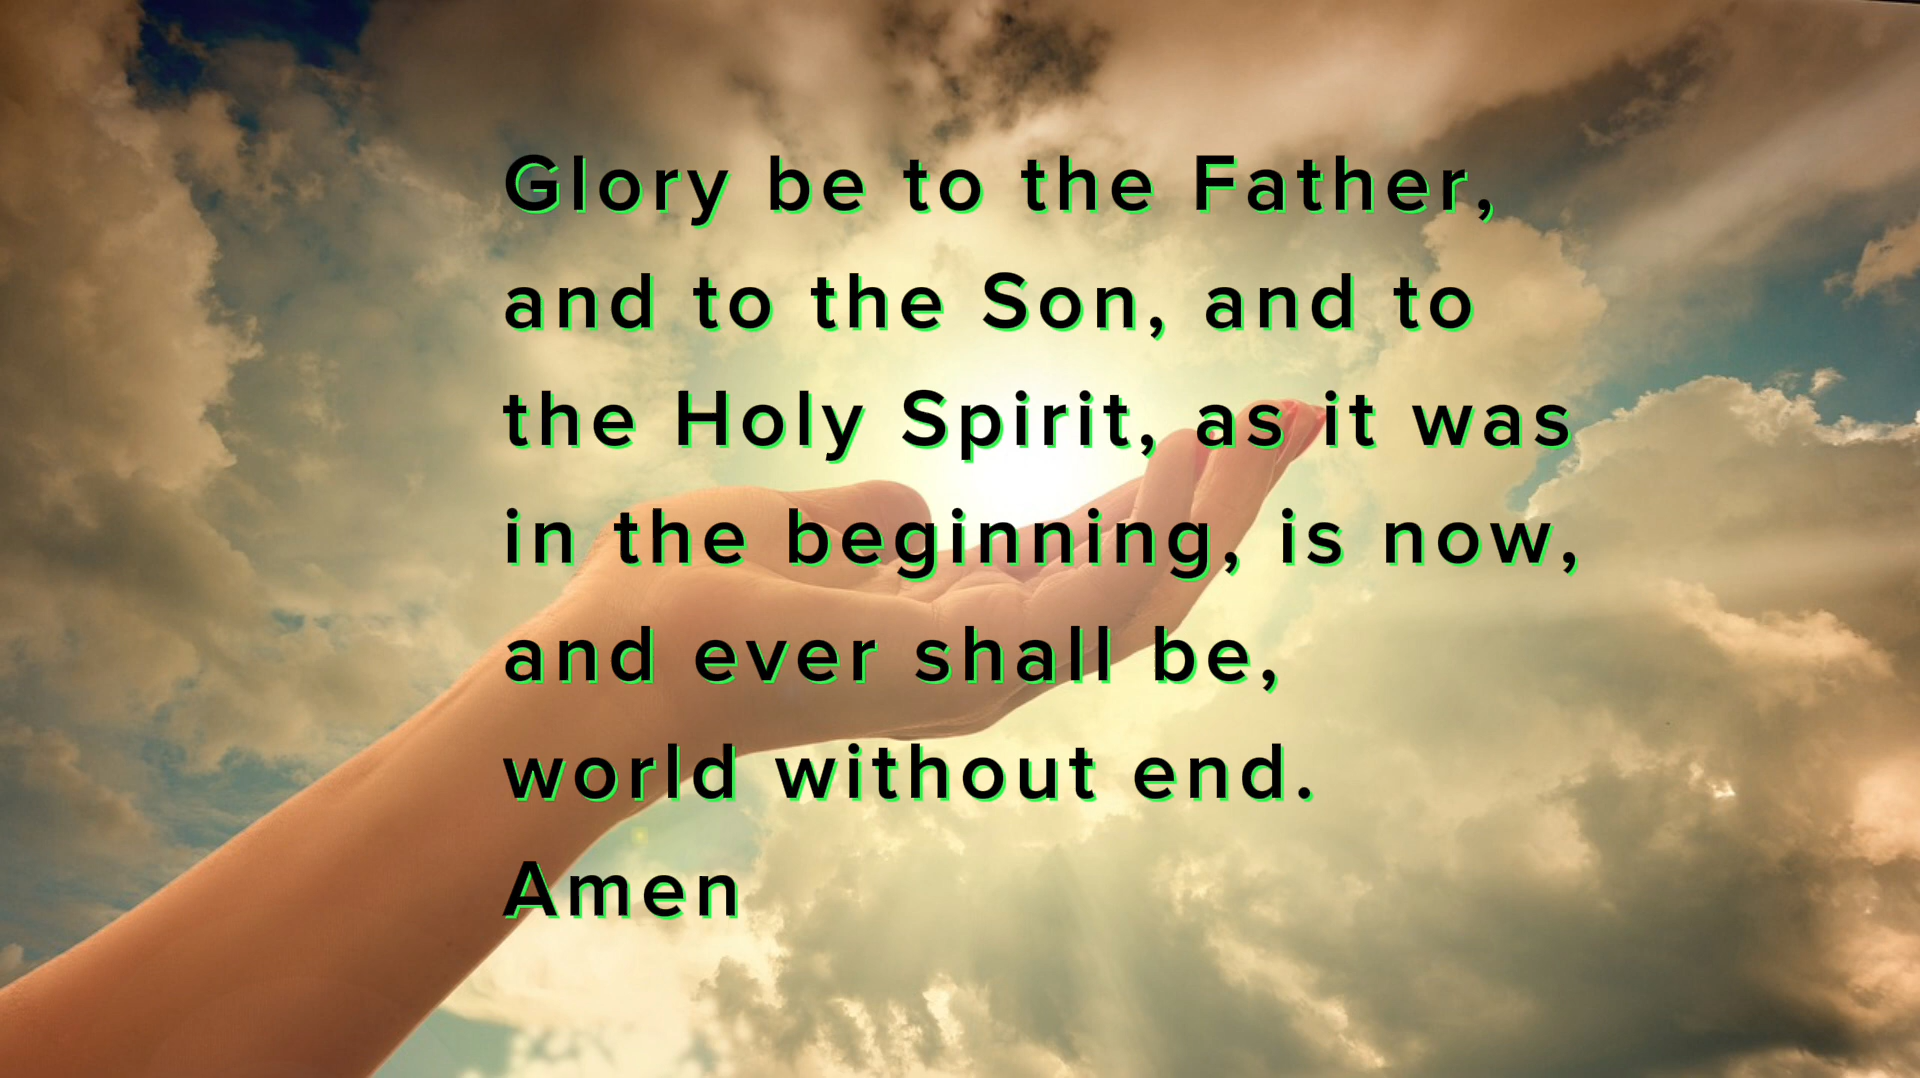 Glory be to the Father,
and to the Son, and to
the Holy Spirit, as it was
in the beginning, is now,
and ever shall be,
world without end.
Amen